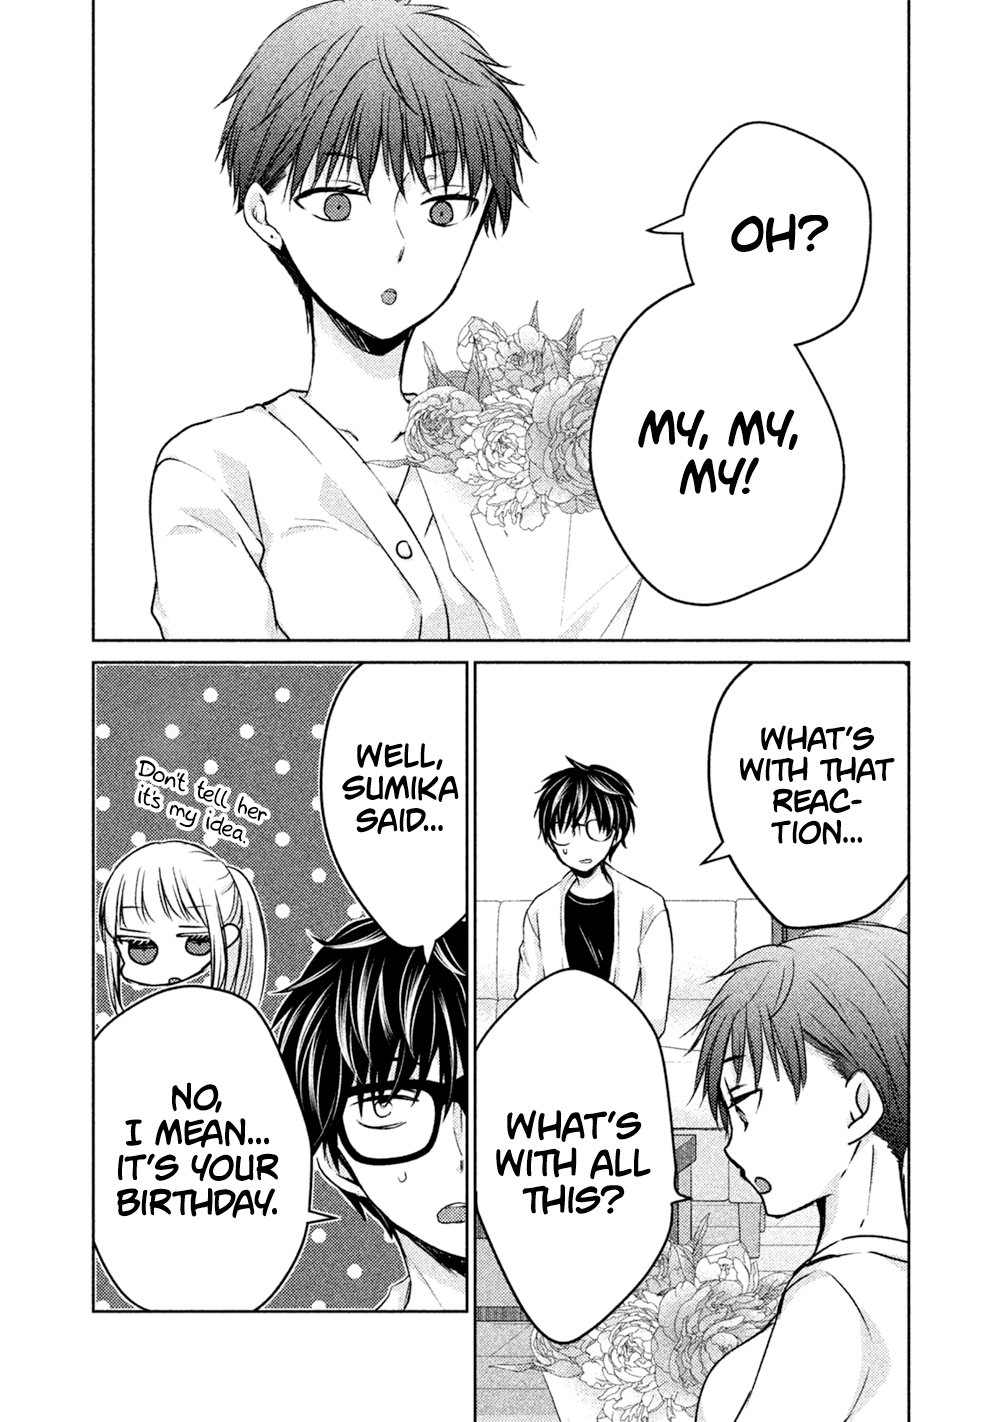 OH?
MY, MY,
MY!
WHAT'S
WITH THAT
REAC-
TION...
WHAT'S
WITH ALL
THIS?
WELL,
SUMIKA
SAID...
Don't tell her
it's my idea.
NO,
I MEAN...
IT'S YOUR
BIRTHDAY.